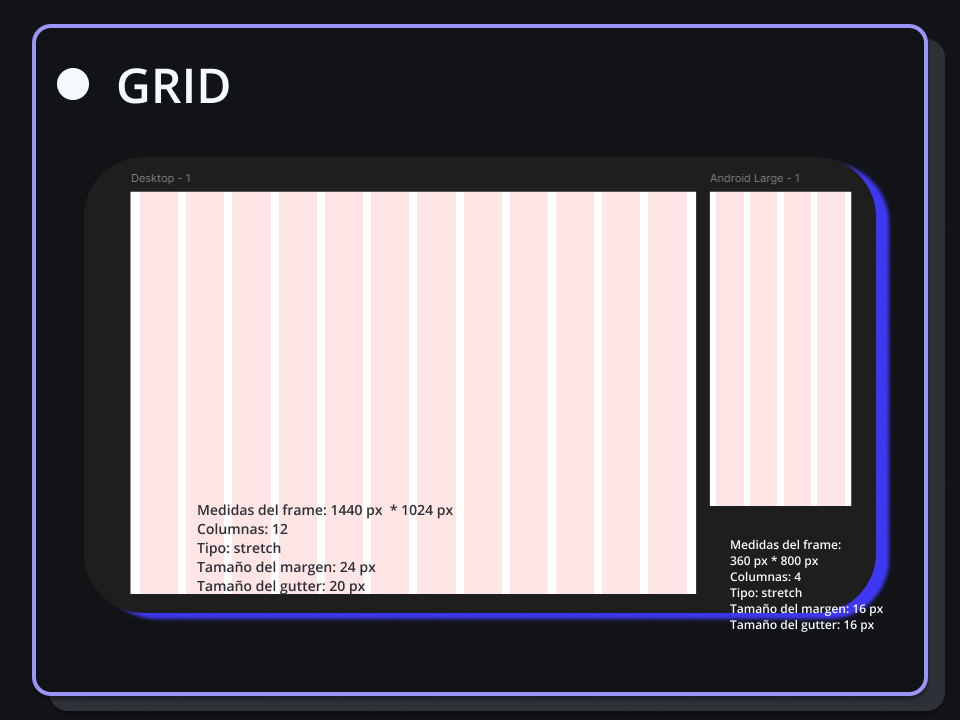 GRID
Desktop - 1
Android Large - 1
Medidas del frame: 1440 px  * 1024 px
Columnas: 12
Tipo: stretch
Tamaño del margen: 24 px
Tamaño del gutter: 20 px
Medidas del frame:
360 px * 800 px
Columnas: 4
Tipo: stretch
Tamaño del margen: 16 px
Tamaño del gutter: 16 px